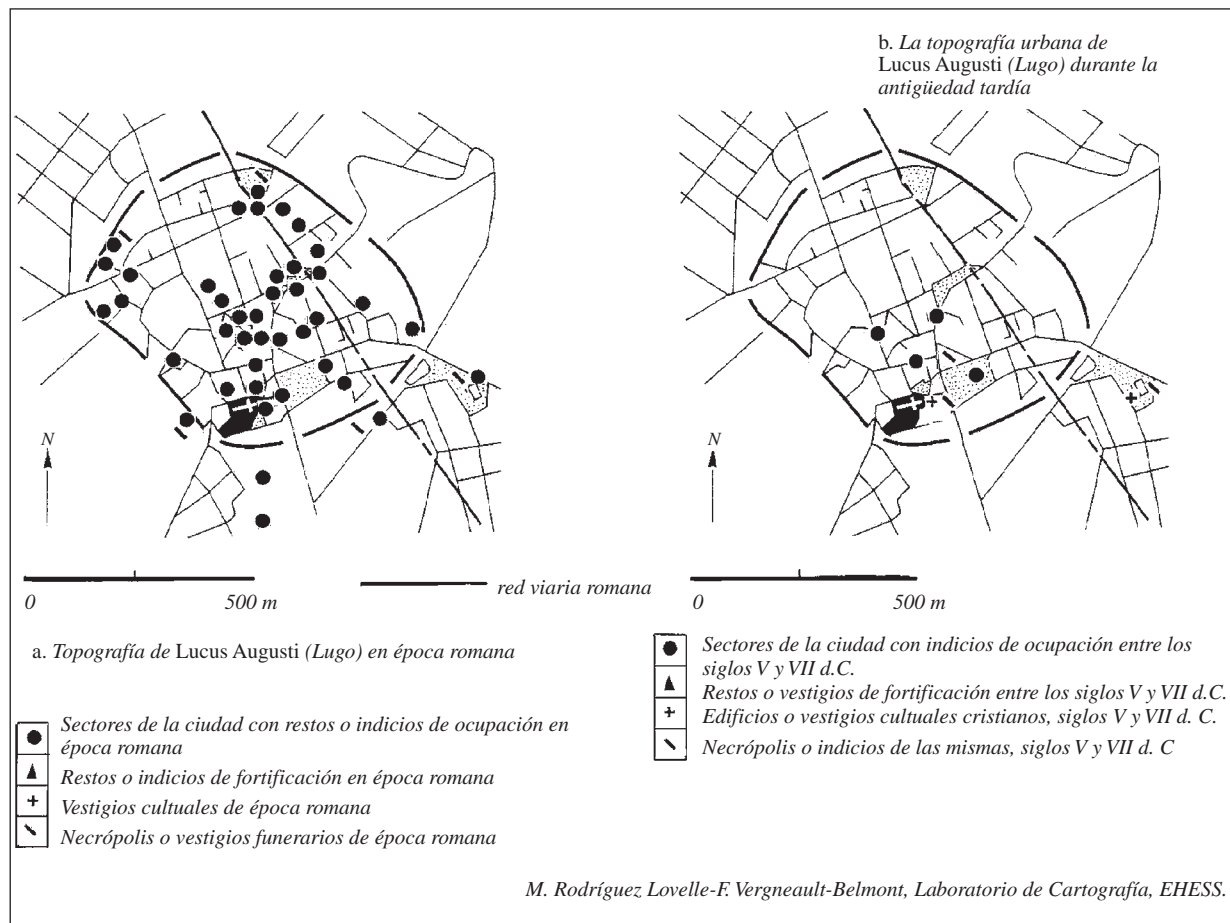 b. La topografía urbana de
Lucus Augusti (Lugo) durante la
antigüedad tardía
N
N
0
500 m
red viaria romana
0
500 m
a. Topografía de Lucus Augusti (Lugo) en época romana
Sectores de la ciudad con restos o indicios de ocupación en
época romana
Restos o indicios de fortificación en época romana
Vestigios cultuales de época romana
Necrópolis o vestigios funerarios de época romana
Sectores de la ciudad con indicios de ocupación entre los
siglos V y VII d.C.
Restos o vestigios de fortificación entre los siglos V y VII d.C.
Edificios o vestigios cultuales cristianos, siglos V y VII d. C.
Necrópolis o indicios de las mismas, siglos V y VII d. C
M. Rodríguez Lovelle-F. Vergneault-Belmont, Laboratorio de Cartografía, EHESS.